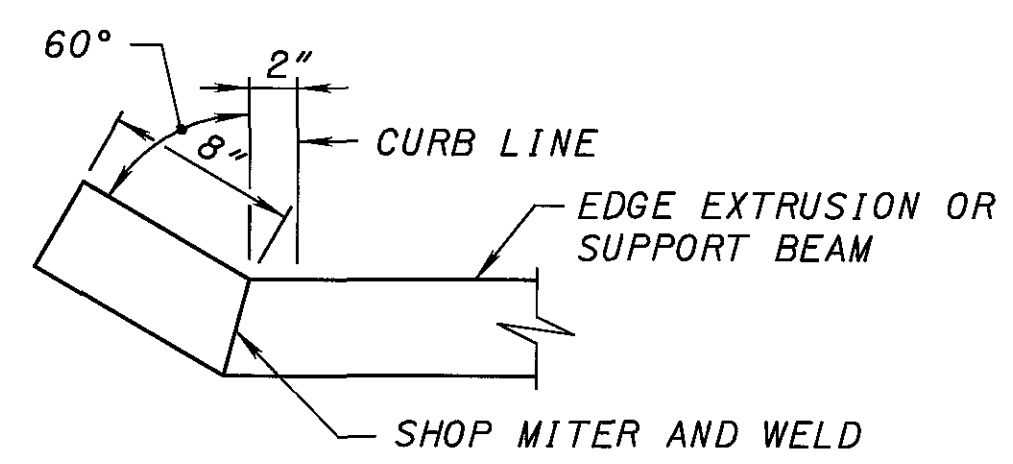 60°
2"
8"
CURB LINE
EDGE EXTRUSION OR
SUPPORT BEAM
SHOP MITER AND WELD